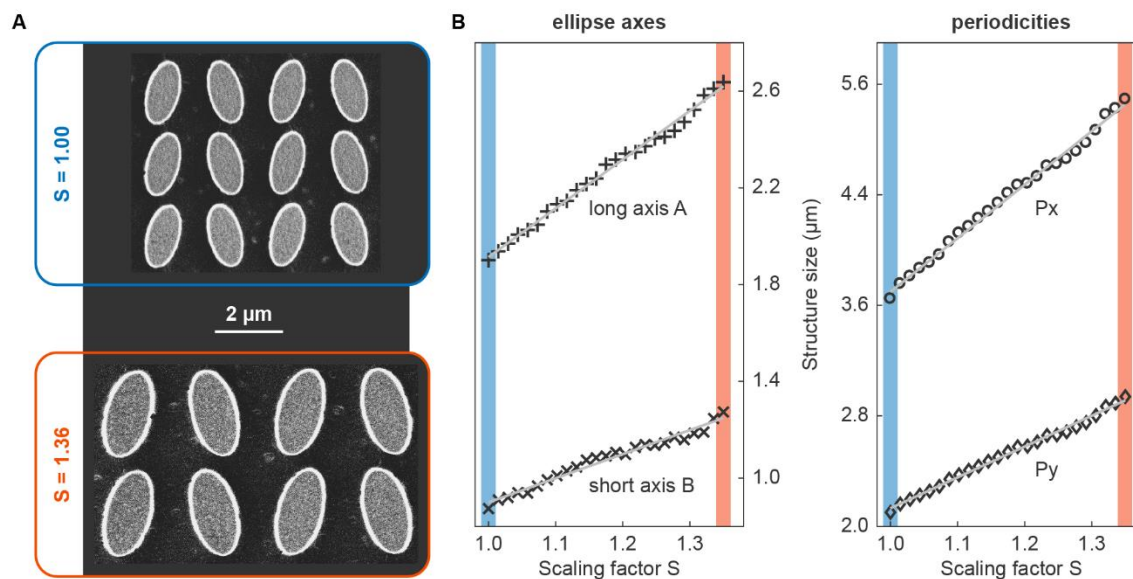 A
S = 1.00
2 µm
S = 1.36
B
ellipse axes
long axis A
short axis B
2.6
2.2
1.8
1.4
1.0
1.0
1.1
1.2
1.3
Scaling factor S
periodicities
Structure size (µm)
5.6
4.4
3.6
2.8
2.0
Px
Py
1.0
1.1
1.2
1.3
Scaling factor S